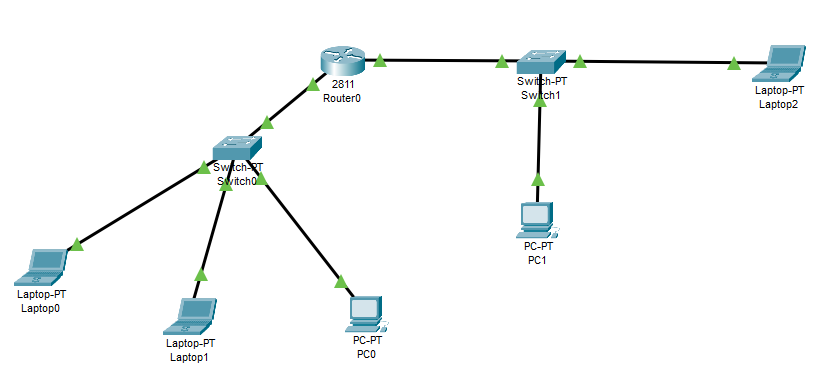 2811
Router0
Switch-PT
Switch1
Laptop-PT
Laptop2
Switch-PT
Switch0
PC-PT
PC1
Laptop-PT
Laptop0
Laptop-PT
Laptop1
PC-PT
PC0